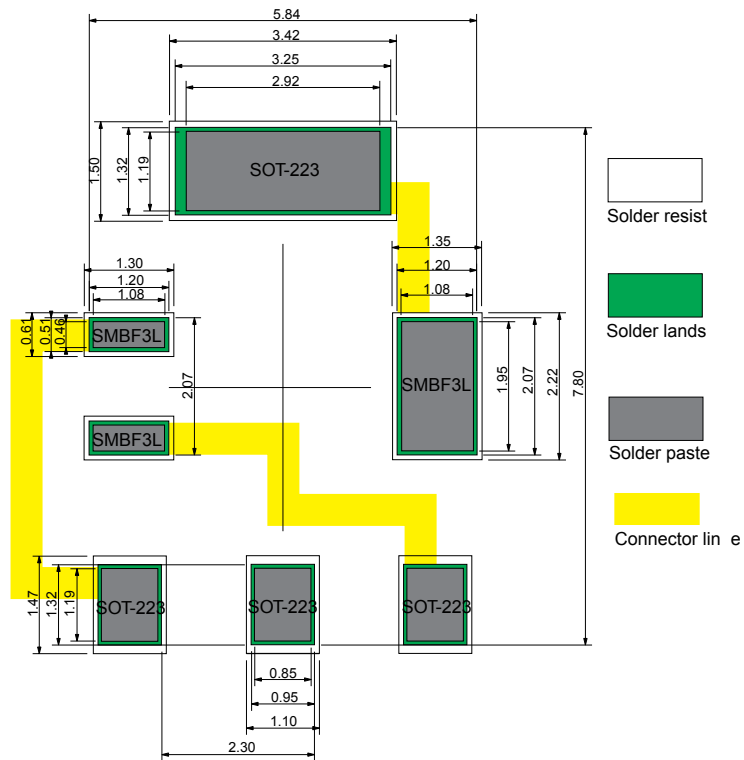 5.84
3.42
3.25
2.92
1.50
1.32
1.19
SOT-223
Solder resist
1.35
1.20
1.08
1.30
1.20
1.08
0.61
0.51
0.46
SMBF3L
2.07
SMBF3L
1.95
2.07
2.22
7.80
Solder lands
SMBF3L
Solder paste
Connector lin e
1.47
1.32
1.19
SOT-223
SOT-223
SOT-223
0.85
0.95
1.10
2.30